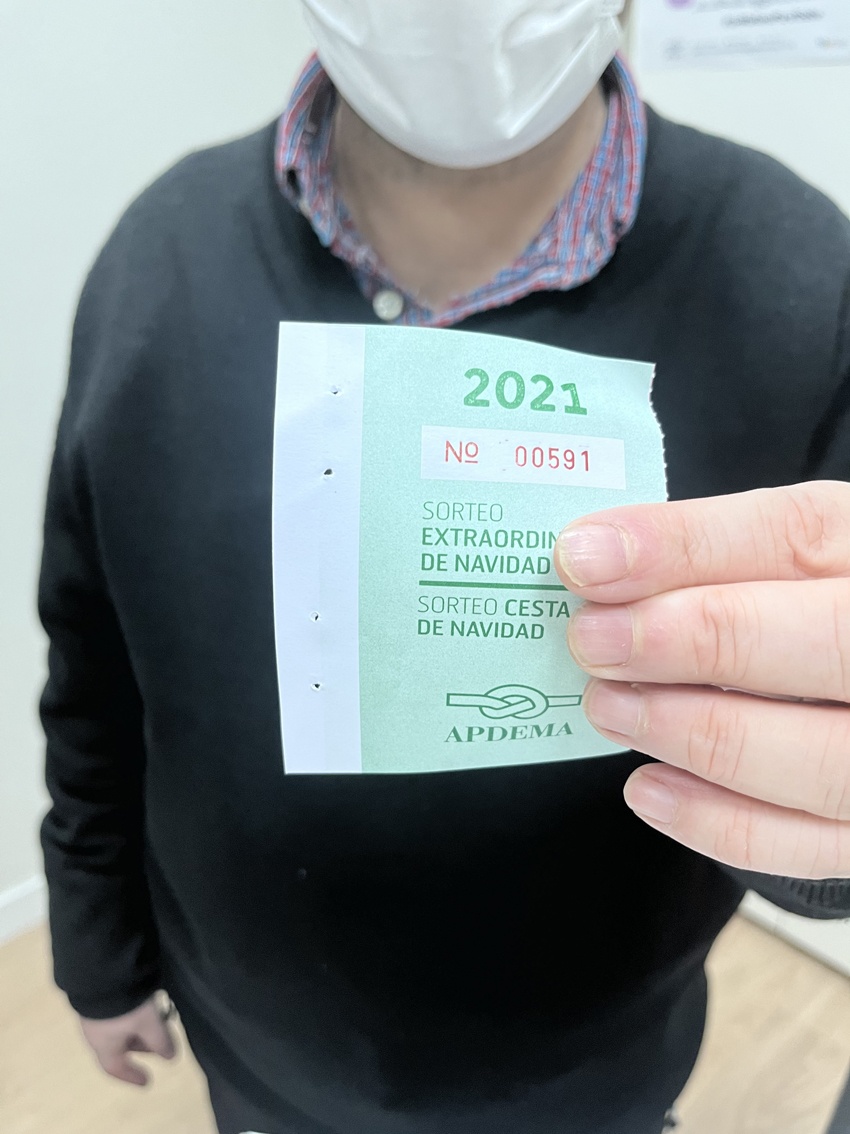 2021
Nº 00591
SORTEO
EXTRAORDIN
DE NAVIDAD
SORTEO CESTA
DE NAVIDAD
APDEMA